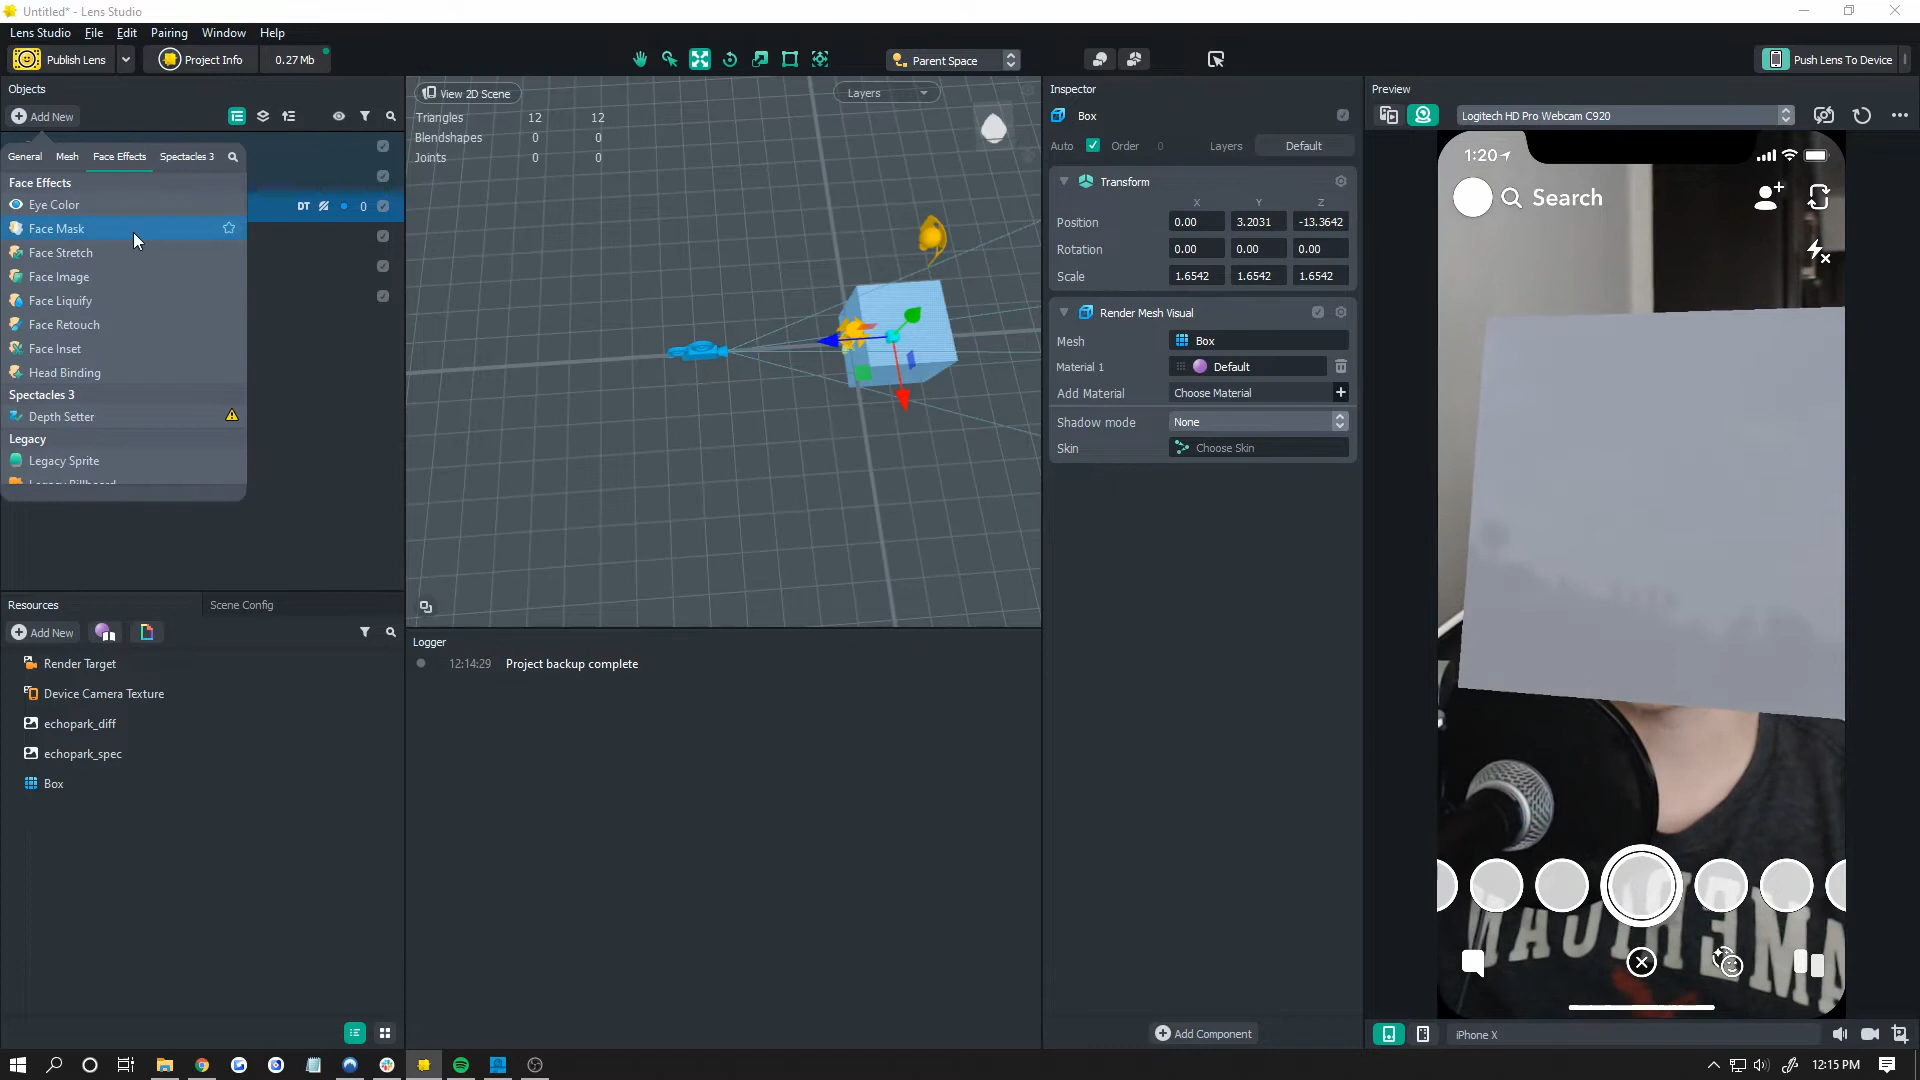 Untitled* - Lens Studio
Lens Studio File Edit Pairing Window Help
Publish Lens Project Info 0.27 Mb Parent Space Push Lens To Device
Objects
Add New
General Mesh Face Effects Spectacles 3
Face Effects
Eye Color
Face Mask
Face Stretch
Face Image
Face Liquify
Face Retouch
Face Inset
Head Binding
Spectacles 3
Depth Setter
Legacy
Legacy Sprite
Legacy Billboard
DT 0
View 2D Scene Layers
Triangles 12 12
Blendshapes 0 0
Joints 0 0
Inspector
Box
Auto Order 0 Layers Default
Transform
X Y Z
Position 0.00 3.2031 -13.3642
Rotation 0.00 0.00 0.00
Scale 1.6542 1.6542 1.6542
Render Mesh Visual
Mesh Box
Material 1 Default
Add Material Choose Material
Shadow mode None
Skin Choose Skin
Add Component
Preview
Logitech HD Pro Webcam C920
1:20
Search
iPhone X
Resources Scene Config
Add New
Render Target
Device Camera Texture
echopark_diff
echopark_spec
Box
Logger
12:14:29 Project backup complete
12:15 PM